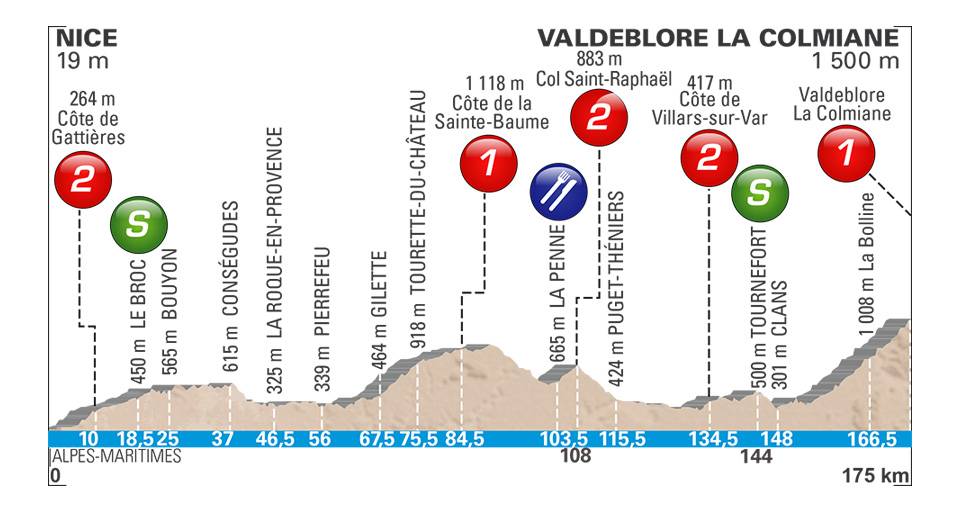 NICE
19 m
VALDEBLORE LA COLMIANE
1 500 m
264 m
Côte de
Gattières
2
S
450 m LE BROC
565 m BOUYON
615 m CONSÉGUDES
325 m LA ROQUE-EN-PROVENCE
339 m PIERREFEU
464 m GILETTE
918 m TOURETTE-DU-CHÂTEAU
1 118 m
Côte de la
Sainte-Baume
1
665 m LA PENNE
883 m
Col Saint-Raphaël
2
424 m PUGET-THÉNIERS
417 m
Côte de
Villars-sur-Var
2
S
500 m TOURNEFORT
301 m CLANS
Valdeblore
La Colmiane
1
1 008 m La Bolline
10 18,5 25 37 46,5 56 67,5 75,5 84,5 103,5 115,5 134,5 148 166,5
ALPES-MARITIMES
108 144
0 175 km